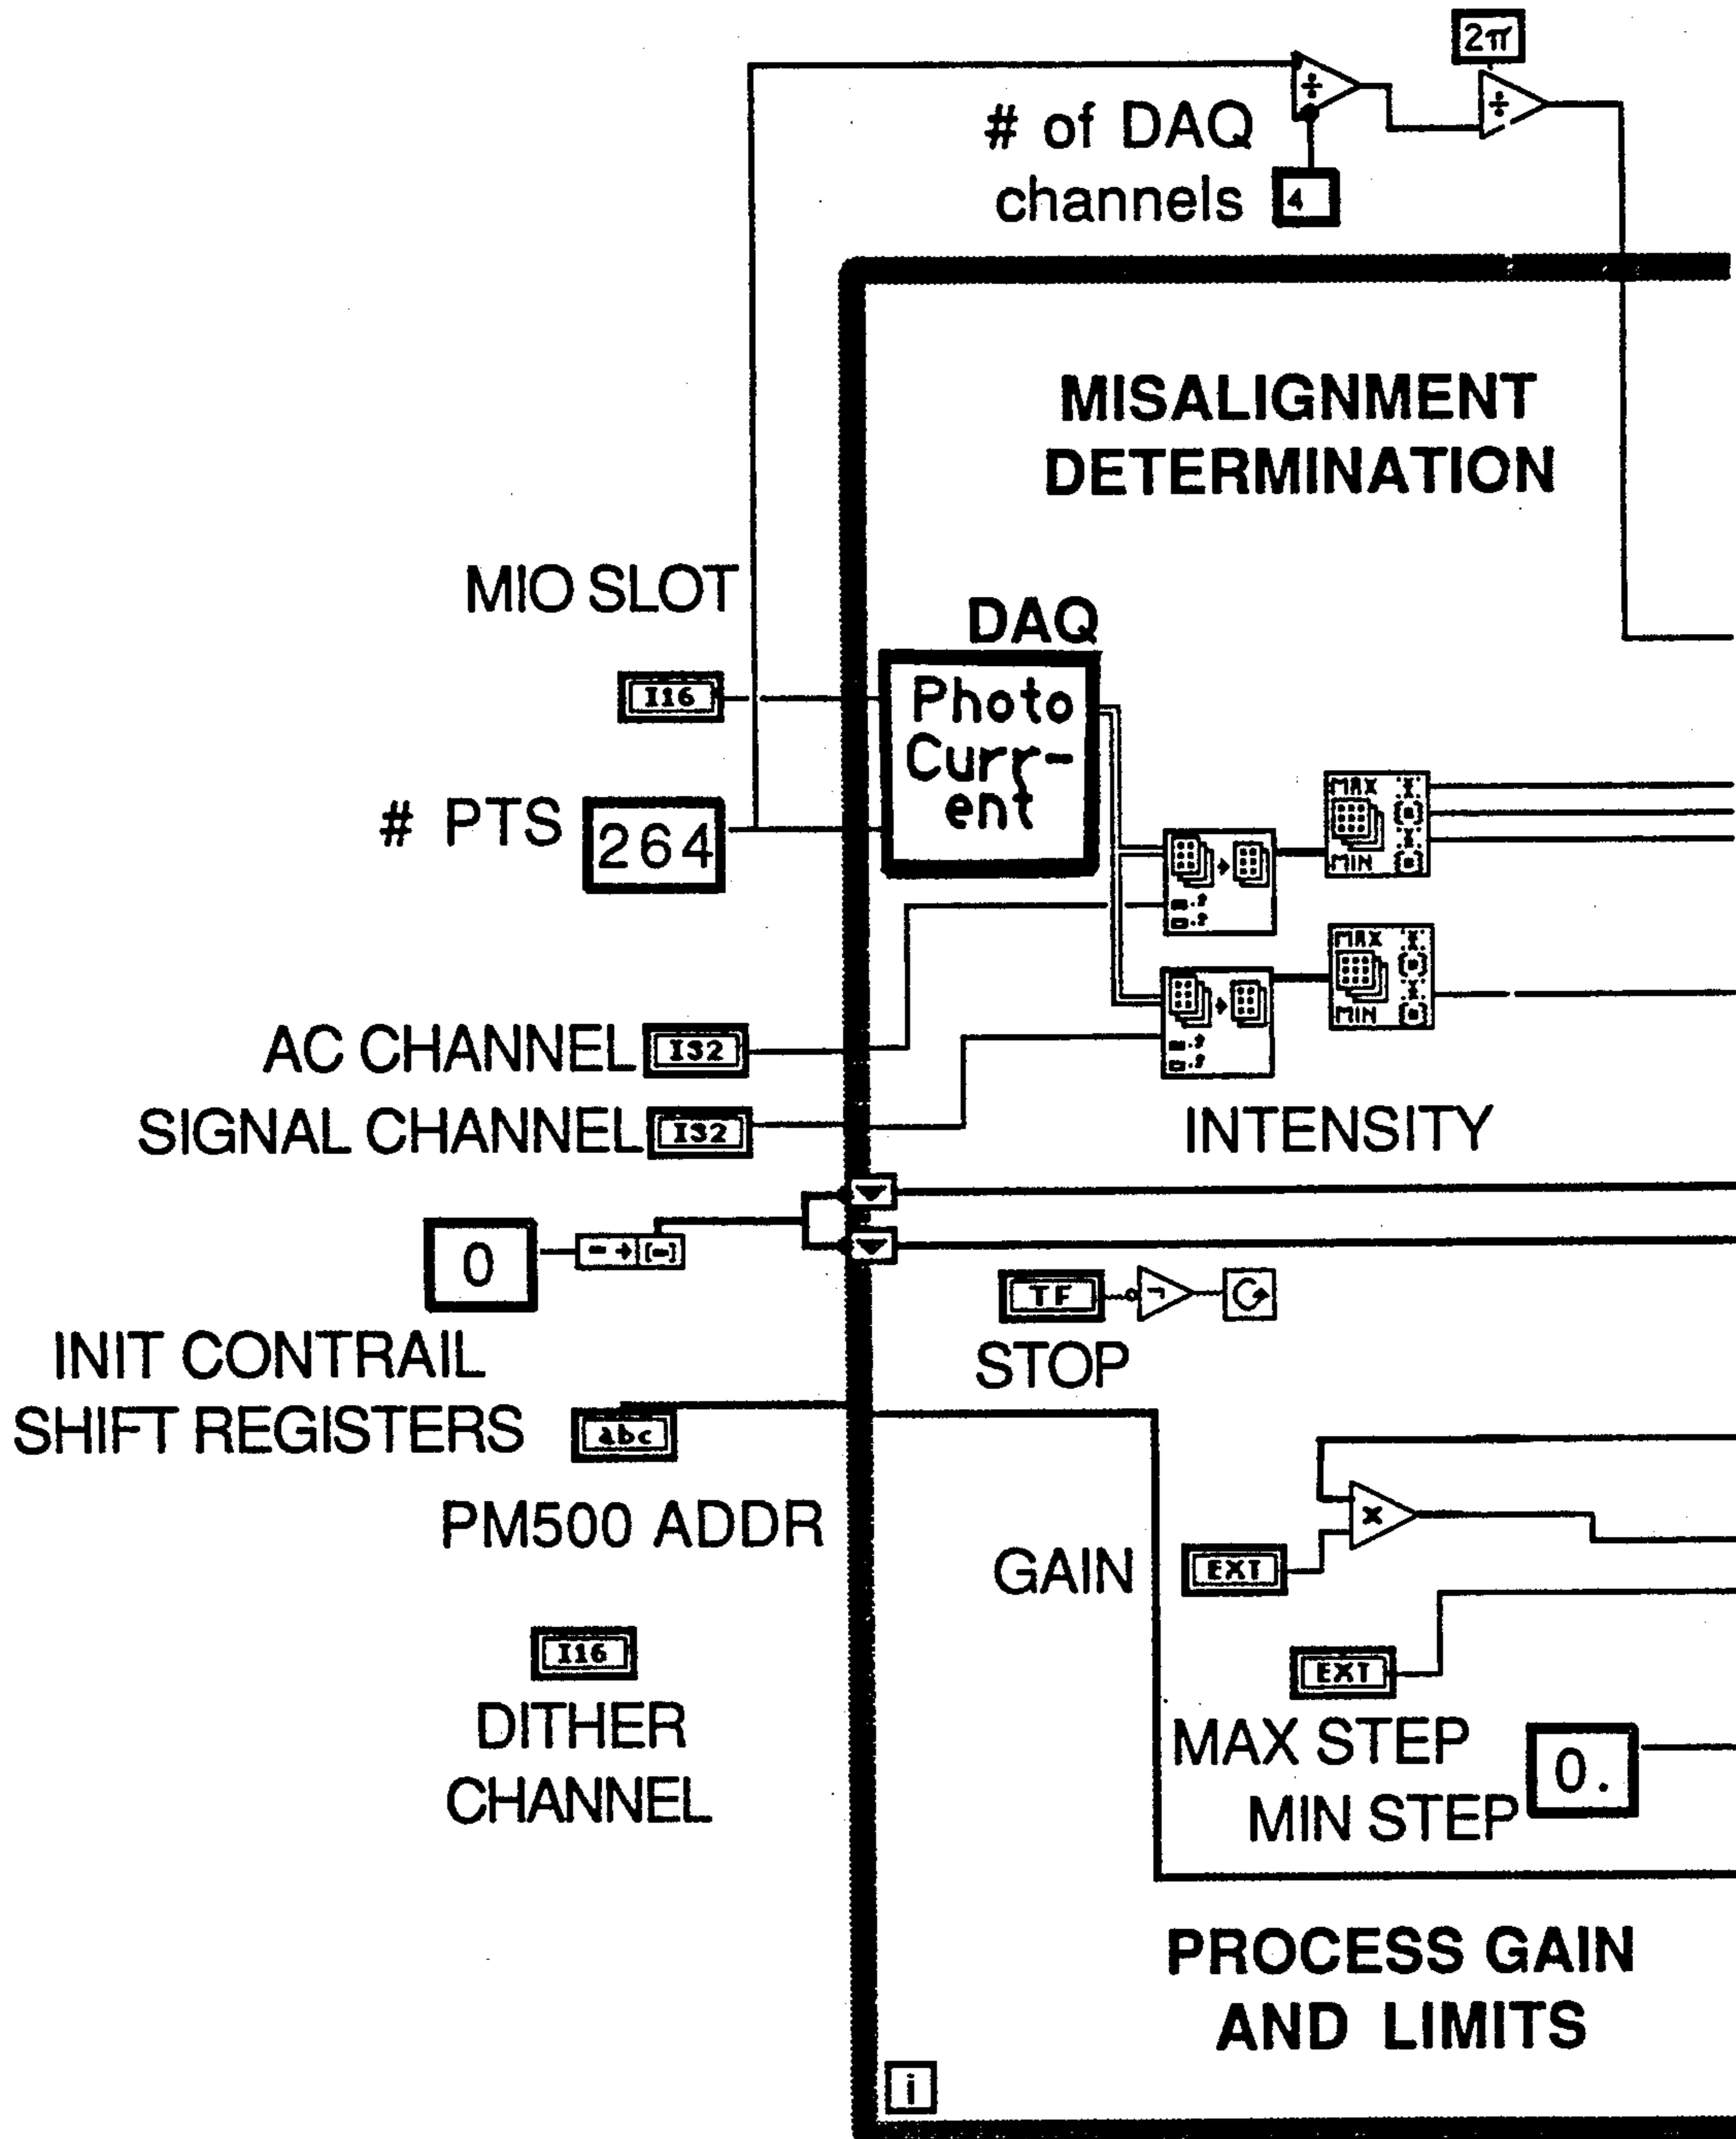 2π
÷
÷
# of DAQ
channels 4
MISALIGNMENT
DETERMINATION
MIO SLOT
I16
DAQ
Photo
Curr-
ent
# PTS 264
MAX
MIN
MAX
MIN
AC CHANNEL I32
SIGNAL CHANNEL I32
INTENSITY
0
TF
STOP
INIT CONTRAIL
SHIFT REGISTERS abc
PM500 ADDR
x
GAIN EXT
I16
DITHER
CHANNEL
EXT
MAX STEP
MIN STEP 0.
PROCESS GAIN
AND LIMITS
i